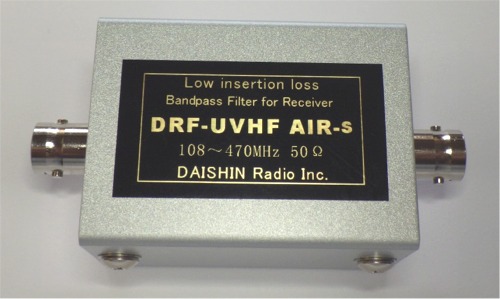 Low insertion loss
Bandpass Filter for Receiver
DRF-UVHF AIR-s
108～470MHz 50Ω
DAISHIN Radio Inc.